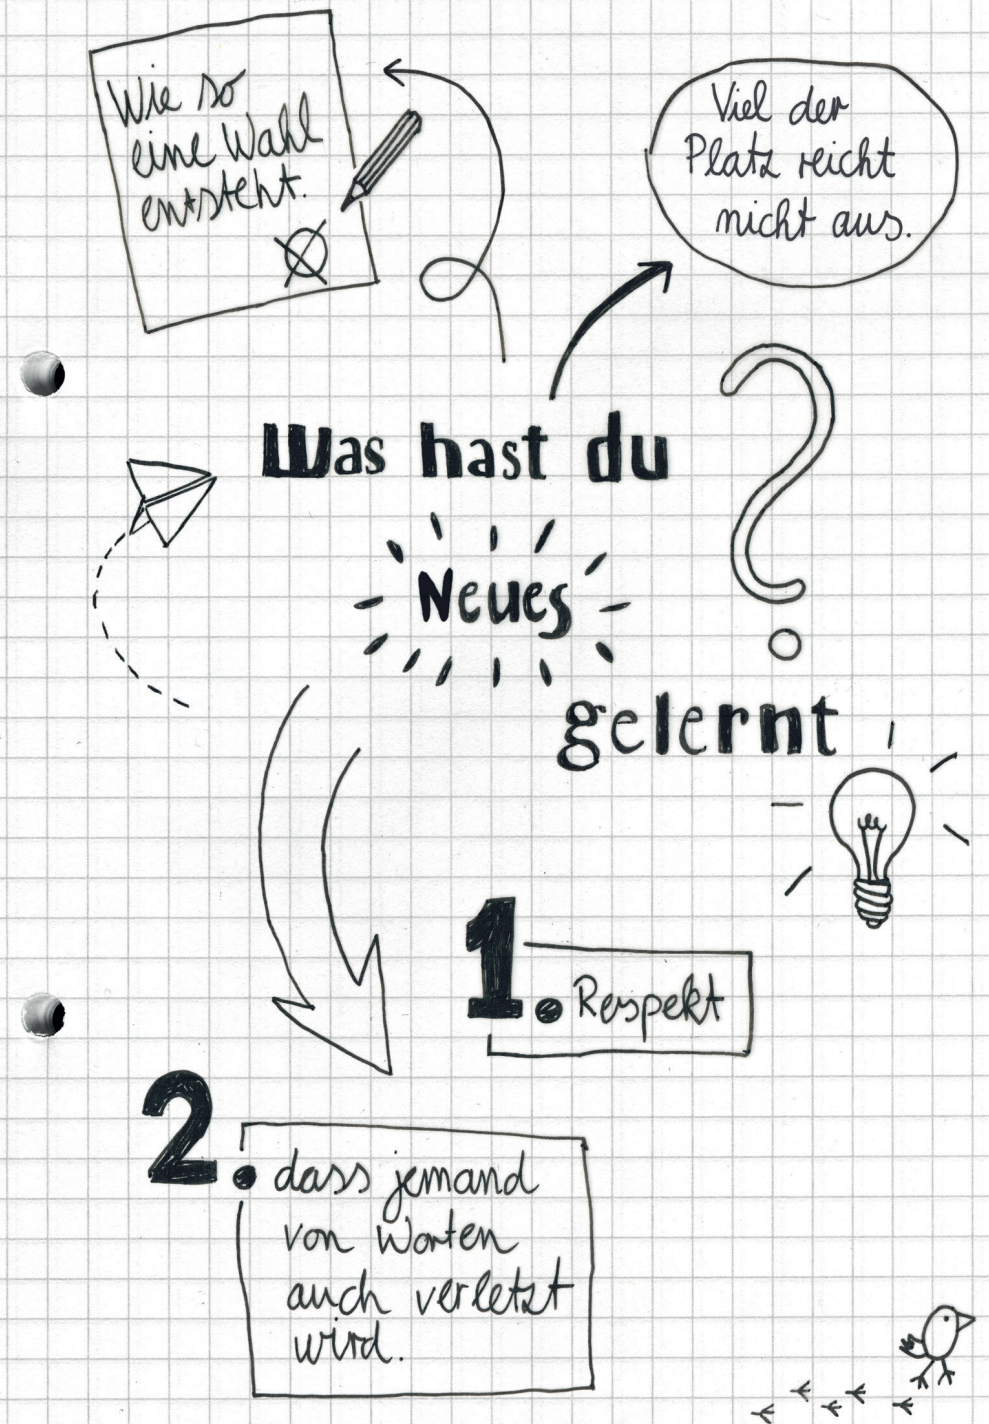 Wie so
eine Wahl
entsteht.
Viel der
Platz reicht
nicht aus.
Was hast du
Neues
gelernt
?
1. Respekt
2. dass jemand
von Worten
auch verletzt
wird.